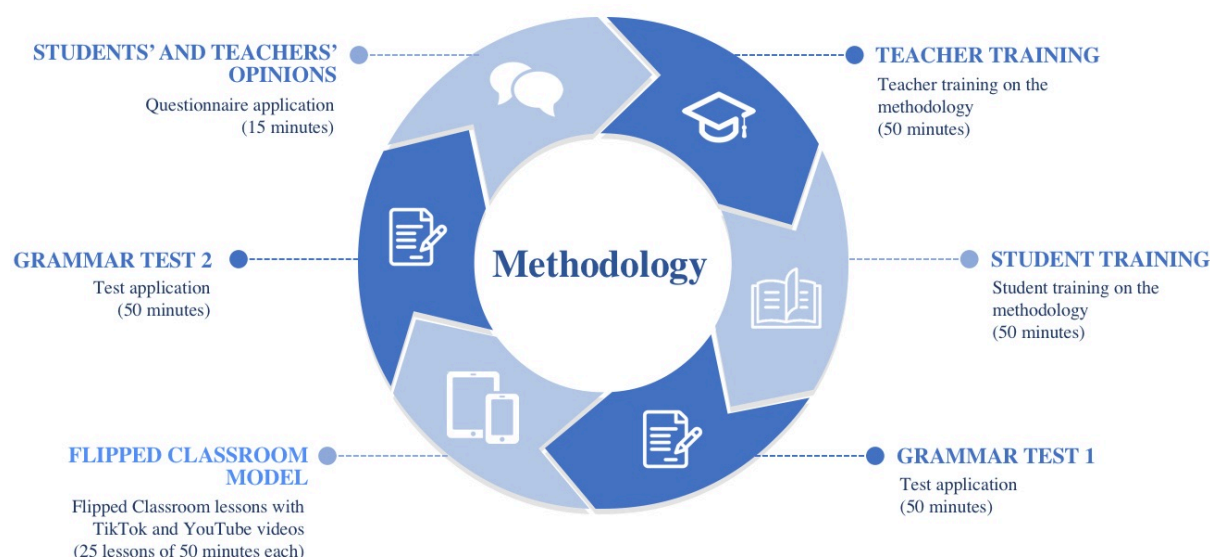 STUDENTS' AND TEACHERS'
OPINIONS
Questionnaire application
(15 minutes)
TEACHER TRAINING
Teacher training on the
methodology
(50 minutes)
GRAMMAR TEST 2
Test application
(50 minutes)
Methodology
STUDENT TRAINING
Student training on the
methodology
(50 minutes)
FLIPPED CLASSROOM
MODEL
Flipped Classroom lessons with
TikTok and YouTube videos
(25 lessons of 50 minutes each)
GRAMMAR TEST 1
Test application
(50 minutes)